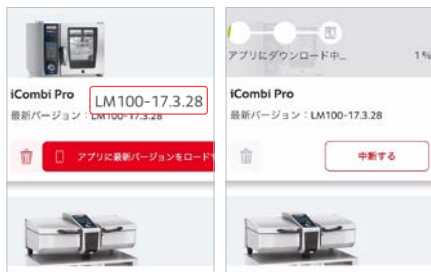 iCombi Pro
LM100-17.3.28
最新バージョン：LM100-17.3.28
アプリに最新バージョンをロードす
アプリにダウンロード中...
1%
iCombi Pro
最新バージョン：LM100-17.3.28
中断する